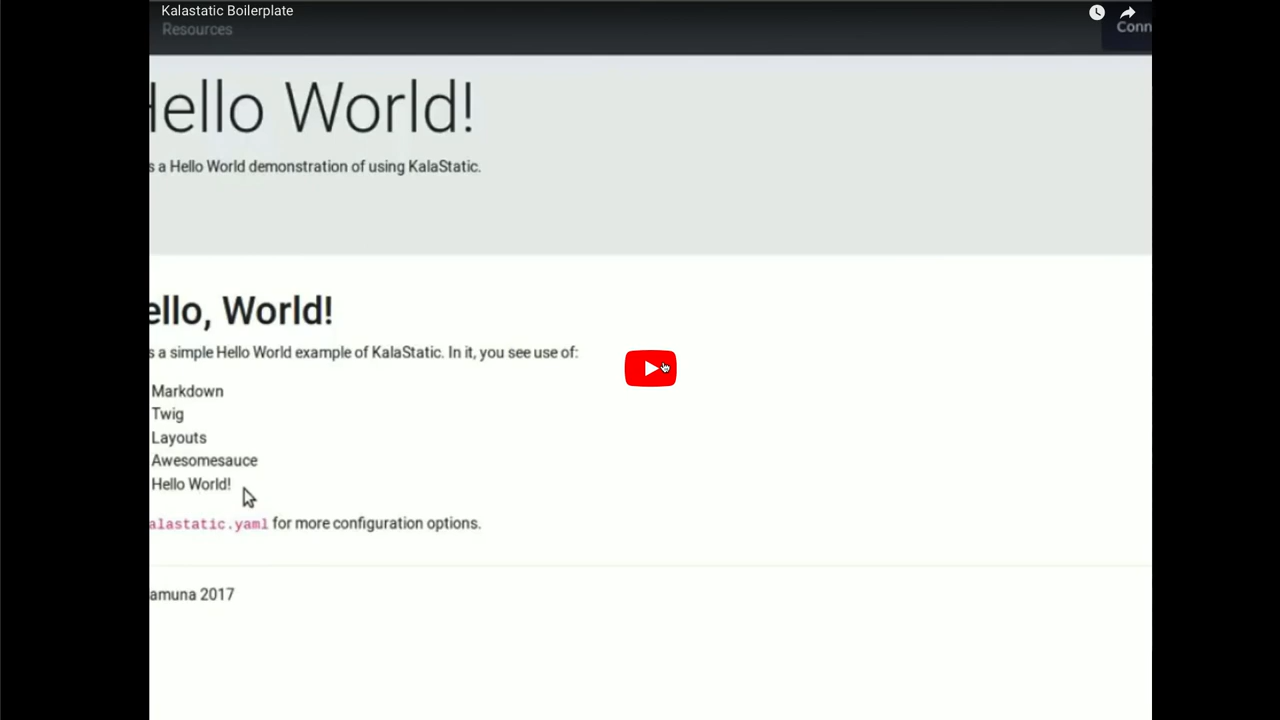 Kalastatic Boilerplate
Resources
Conn
Hello World!
s a Hello World demonstration of using KalaStatic.
ello, World!
s a simple Hello World example of KalaStatic. In it, you see use of:
Markdown
Twig
Layouts
Awesomesauce
Hello World!
alastatic.yaml for more configuration options.
amuna 2017